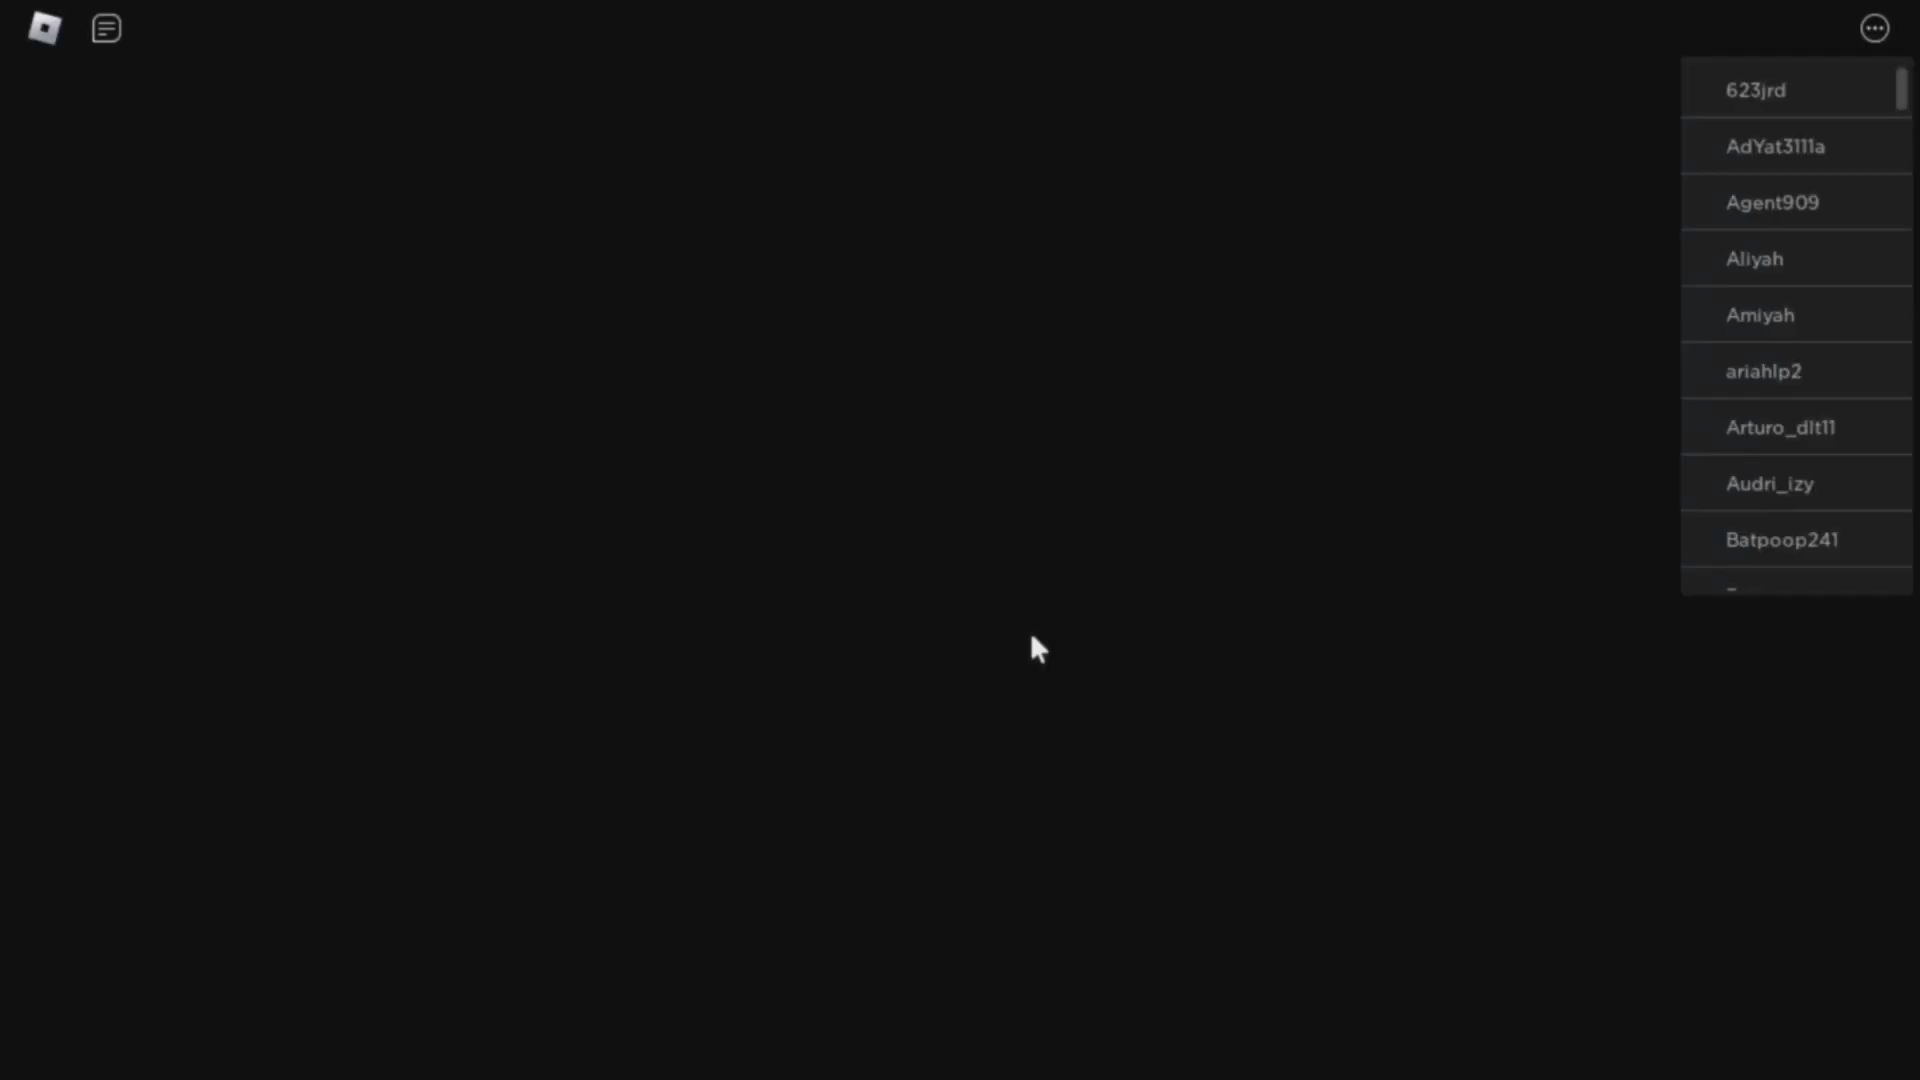 623jrd
AdYat3111a
Agent909
Aliyah
Amiyah
ariahlp2
Arturo_dlt11
Audri_izy
Batpoop241